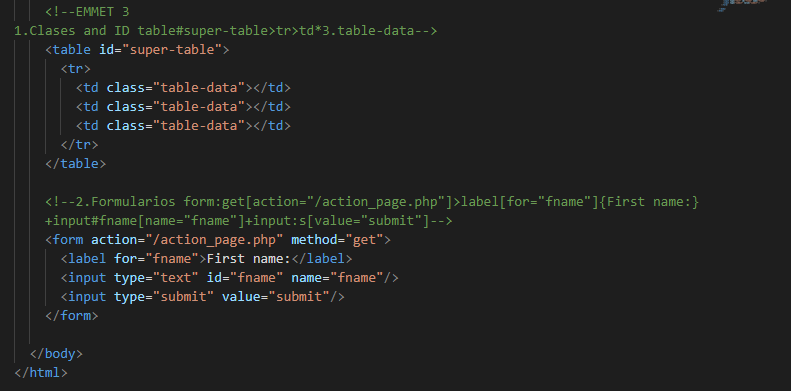 <!--EMMET 3
1.Clases and ID table#super-table>tr>td*3.table-data-->
<table id="super-table">
<tr>
<td class="table-data"></td>
<td class="table-data"></td>
<td class="table-data"></td>
</tr>
</table>
<!--2.Formularios form:get[action="/action_page.php"]>label[for="fname"]{First name:}
+input#fname[name="fname"]+input:s[value="submit"]-->
<form action="/action_page.php" method="get">
<label for="fname">First name:</label>
<input type="text" id="fname" name="fname"/>
<input type="submit" value="submit"/>
</form>
</body>
</html>